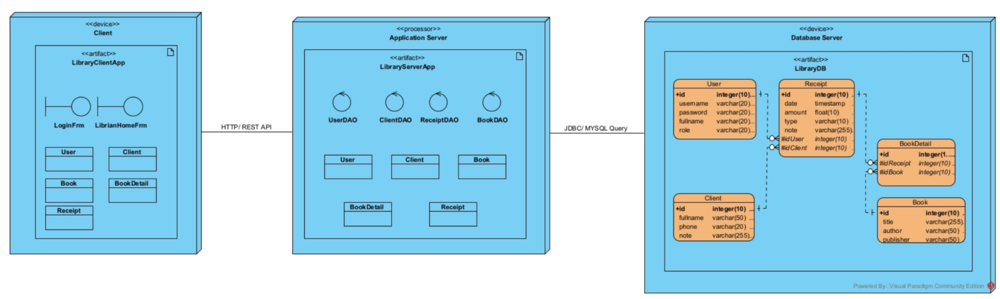 <<device>>
Client
<<artifact>>
LibraryClientApp
LoginFrm
LibrianHomeFrm
User
Client
Book
BookDetail
Receipt
HTTP/ REST API
<<processor>>
Application Server
<<artifact>>
LibraryServerApp
UserDAO
ClientDAO
ReceiptDAO
BookDAO
User
Client
Book
BookDetail
Receipt
JDBC/ MYSQL Query
<<device>>
Database Server
<<artifact>>
LibraryDB
User
+id integer(10)...
username varchar(20)...
password varchar(20)...
fullname varchar(20)...
role varchar(20)...
Receipt
+id integer(10) .
date timestamp .
amount float(10) .
type varchar(10) .
note varchar(255).
#idUser integer(10) .
#idClient integer(10) .
BookDetail
+id integer(1.....
#idReceipt integer(10) ..
#idBook integer(10) ..
Client
+id integer(10) ...
fullname varchar(50) ...
phone varchar(20) ...
note varchar(255)..
Book
+id integer(10) .
title varchar(255).
author varchar(50) .
publisher varchar(50)
Powered By: Visual Paradigm Community Edition